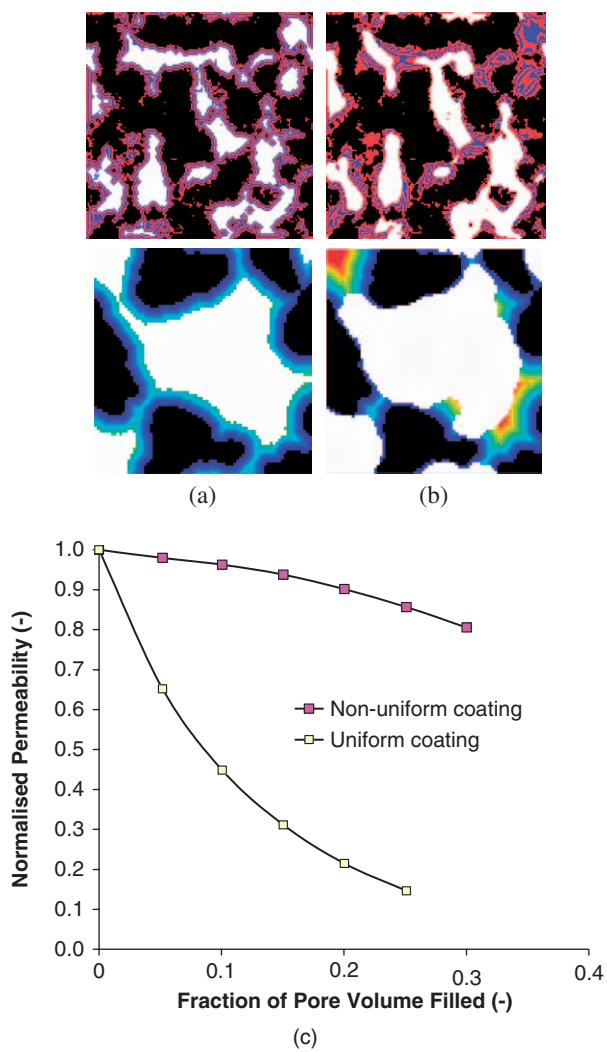 (a)
(b)
1.0
0.9
0.8
0.7
0.6
0.5
0.4
0.3
0.2
0.1
0.0
Normalised Permeability (-)
Non-uniform coating
Uniform coating
0
0.1
0.2
0.3
0.4
Fraction of Pore Volume Filled (-)
(c)